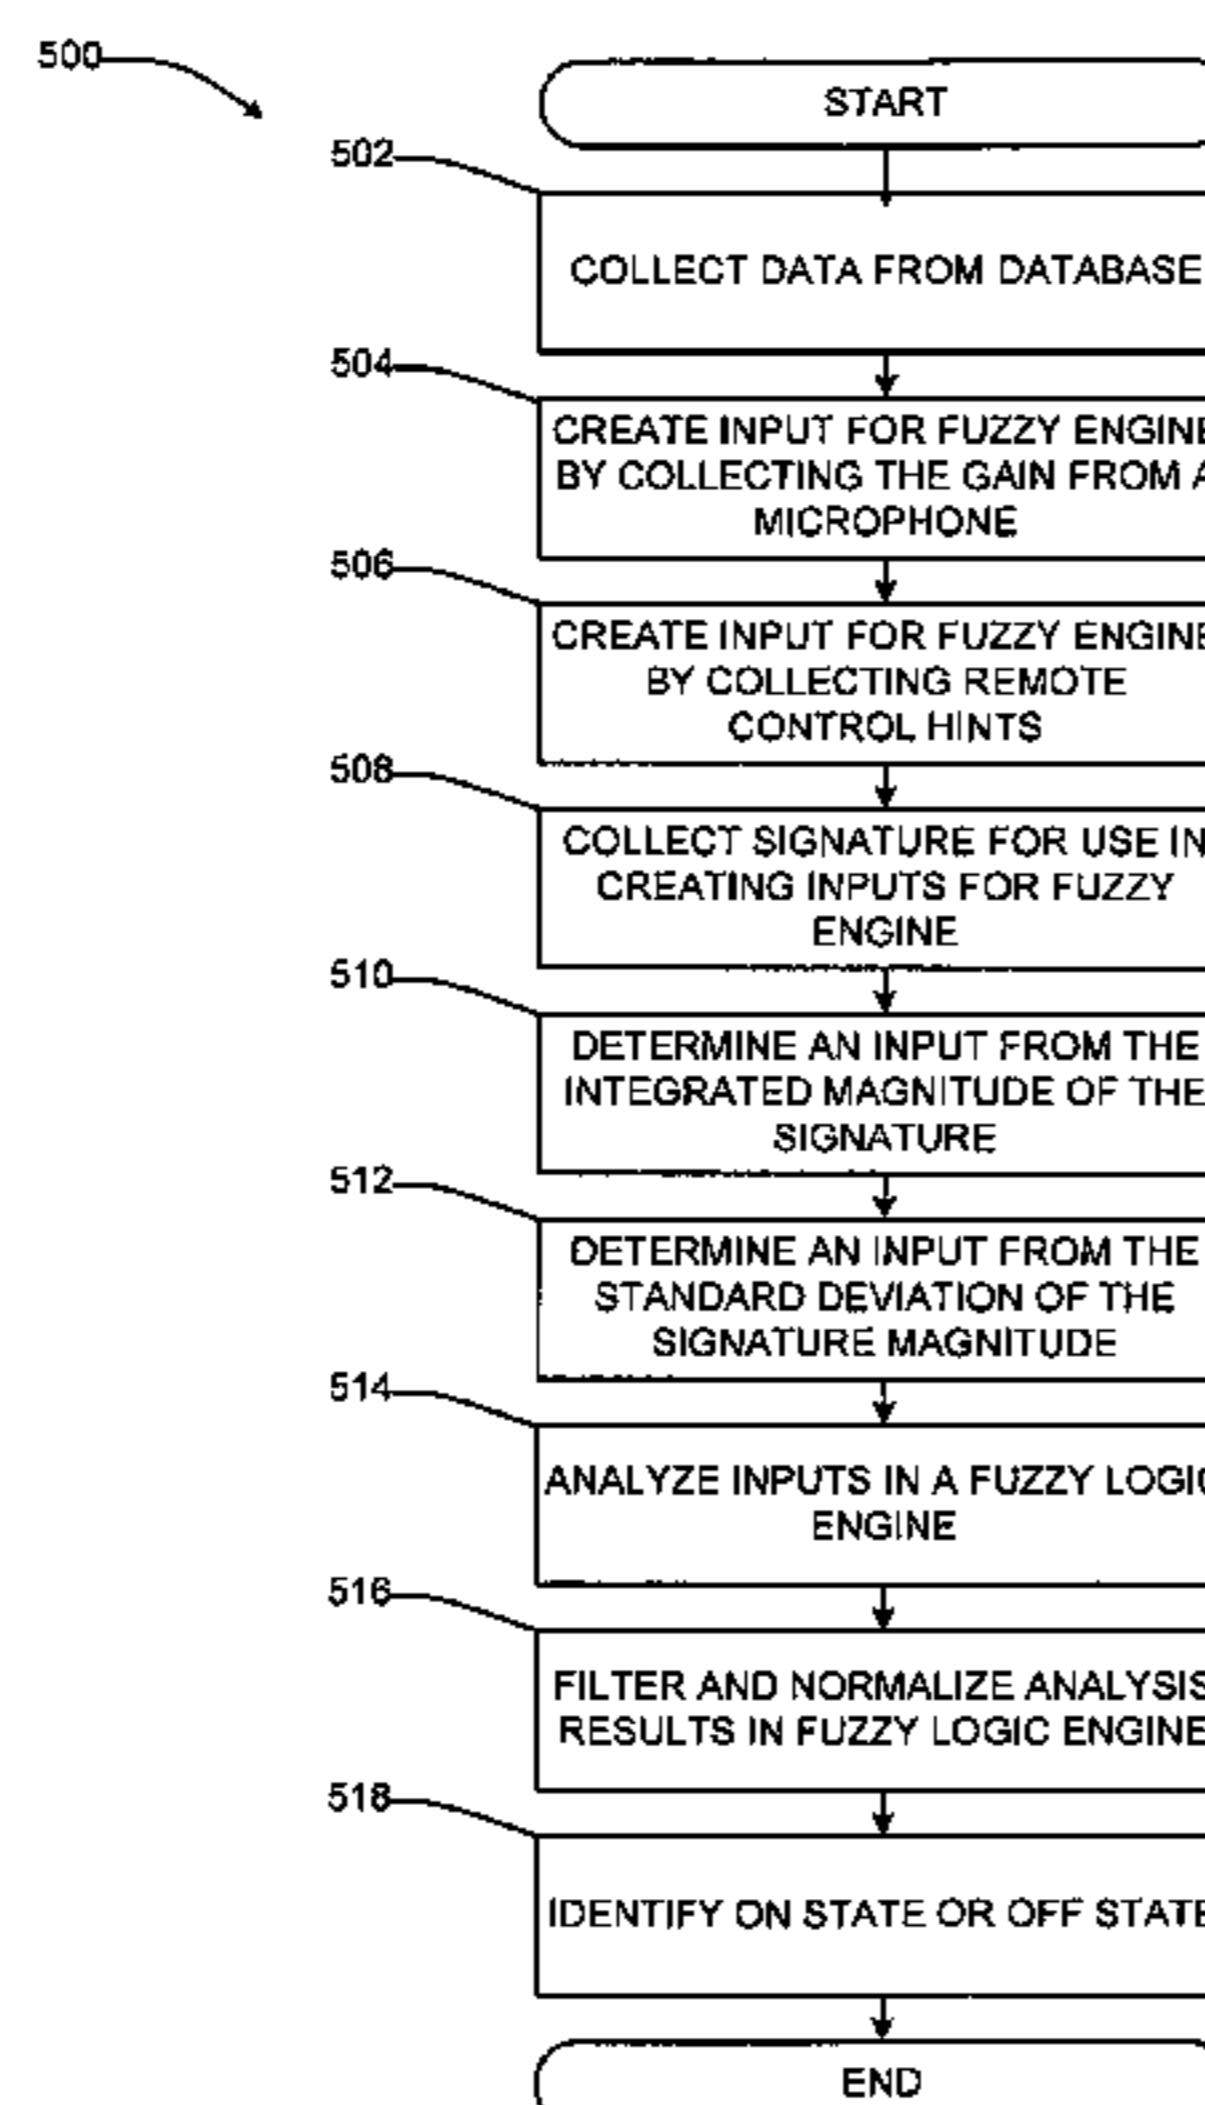 500
START
502
COLLECT DATA FROM DATABASE
504
CREATE INPUT FOR FUZZY ENGINE
BY COLLECTING THE GAIN FROM A
MICROPHONE
506
CREATE INPUT FOR FUZZY ENGINE
BY COLLECTING REMOTE
CONTROL HINTS
508
COLLECT SIGNATURE FOR USE IN
CREATING INPUTS FOR FUZZY
ENGINE
510
DETERMINE AN INPUT FROM THE
INTEGRATED MAGNITUDE OF THE
SIGNATURE
512
DETERMINE AN INPUT FROM THE
STANDARD DEVIATION OF THE
SIGNATURE MAGNITUDE
514
ANALYZE INPUTS IN A FUZZY LOGIC
ENGINE
516
FILTER AND NORMALIZE ANALYSIS
RESULTS IN FUZZY LOGIC ENGINE
518
IDENTIFY ON STATE OR OFF STATE
END